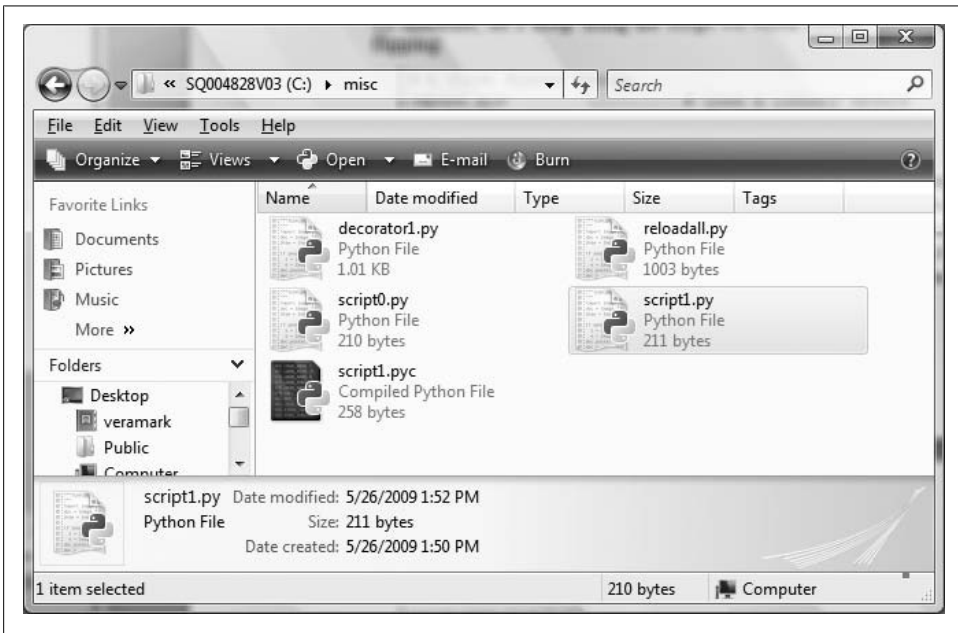 flipping
« SQ004828V03 (C:) ▸ misc
Search
File Edit View Tools Help
Organize Views Open E-mail Burn
Favorite Links
Documents
Pictures
Music
More »
Folders
Desktop
veramark
Public
Computer
Name Date modified Type Size Tags
decorator1.py
Python File
1.01 KB
reloadall.py
Python File
1003 bytes
script0.py
Python File
210 bytes
script1.py
Python File
211 bytes
script1.pyc
Compiled Python File
258 bytes
script1.py Date modified: 5/26/2009 1:52 PM
Python File Size: 211 bytes
Date created: 5/26/2009 1:50 PM
1 item selected 210 bytes Computer